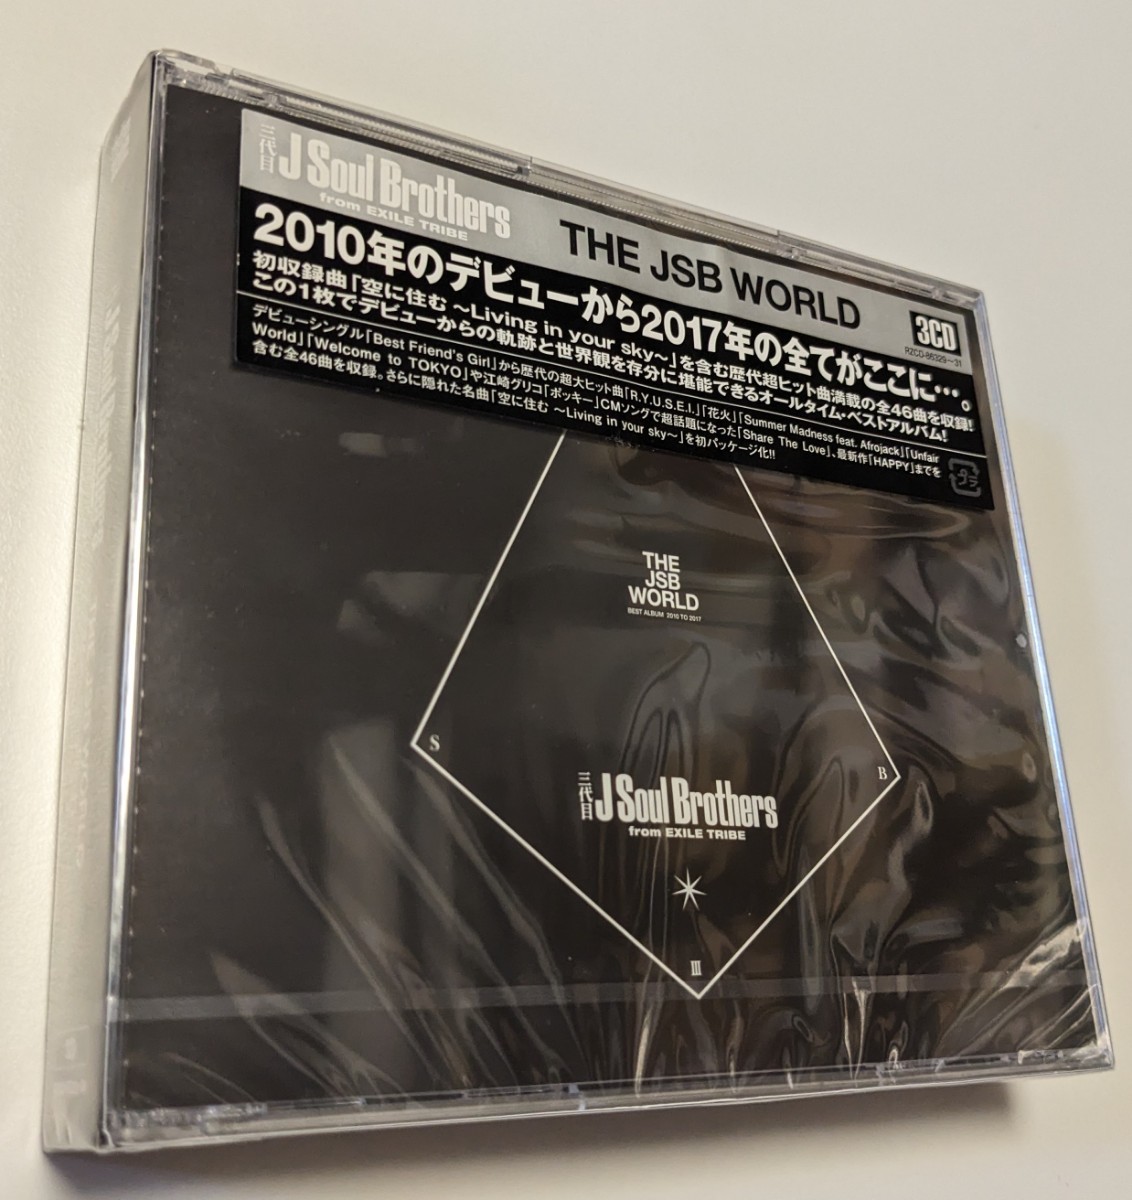 三代目 J Soul Brothers
from EXILE TRIBE
THE JSB WORLD
3CD
RZCD-86329〜31
2010年のデビューから2017年の全てがここに…。
初収録曲「空に住む 〜Living in your sky〜」を含む歴代超ヒット曲満載の全46曲を収録!
この1枚でデビューからの軌跡と世界観を存分に堪能できるオールタイム・ベストアルバム!
デビューシングル「Best Friend's Girl」から歴代の超大ヒット曲「R.Y.U.S.E.I.」「花火」「Summer Madness feat. Afrojack」「Unfair
World」「Welcome to TOKYO」や江崎グリコ「ポッキー」CMソングで超話題になった「Share The Love」、最新作「HAPPY」までを
含む全46曲を収録。さらに隠れた名曲「空に住む 〜Living in your sky〜」を初パッケージ化!!
プラ
THE
JSB
WORLD
BEST ALBUM 2010 TO 2017
S
B
三代目 J Soul Brothers
from EXILE TRIBE
III